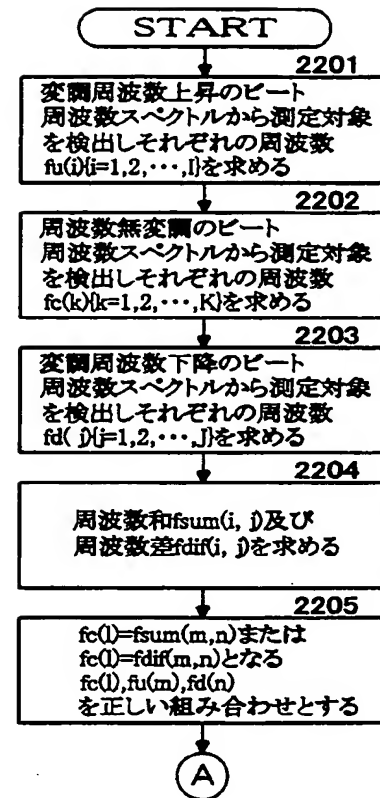 START
2201
変調周波数上昇のビート
周波数スペクトルから測定対象
を検出しそれぞれの周波数
fu(i){i=1,2,･･･,I}を求める
2202
周波数無変調のビート
周波数スペクトルから測定対象
を検出しそれぞれの周波数
fc(k){k=1,2,･･･,K}を求める
2203
変調周波数下降のビート
周波数スペクトルから測定対象
を検出しそれぞれの周波数
fd( j){j=1,2,･･･,J}を求める
2204
周波数和fsum(i, j)及び
周波数差fdif(i, j)を求める
2205
fc(l)=fsum(m,n)または
fc(l)=fdif(m,n)となる
fc(l),fu(m),fd(n)
を正しい組み合わせとする
A